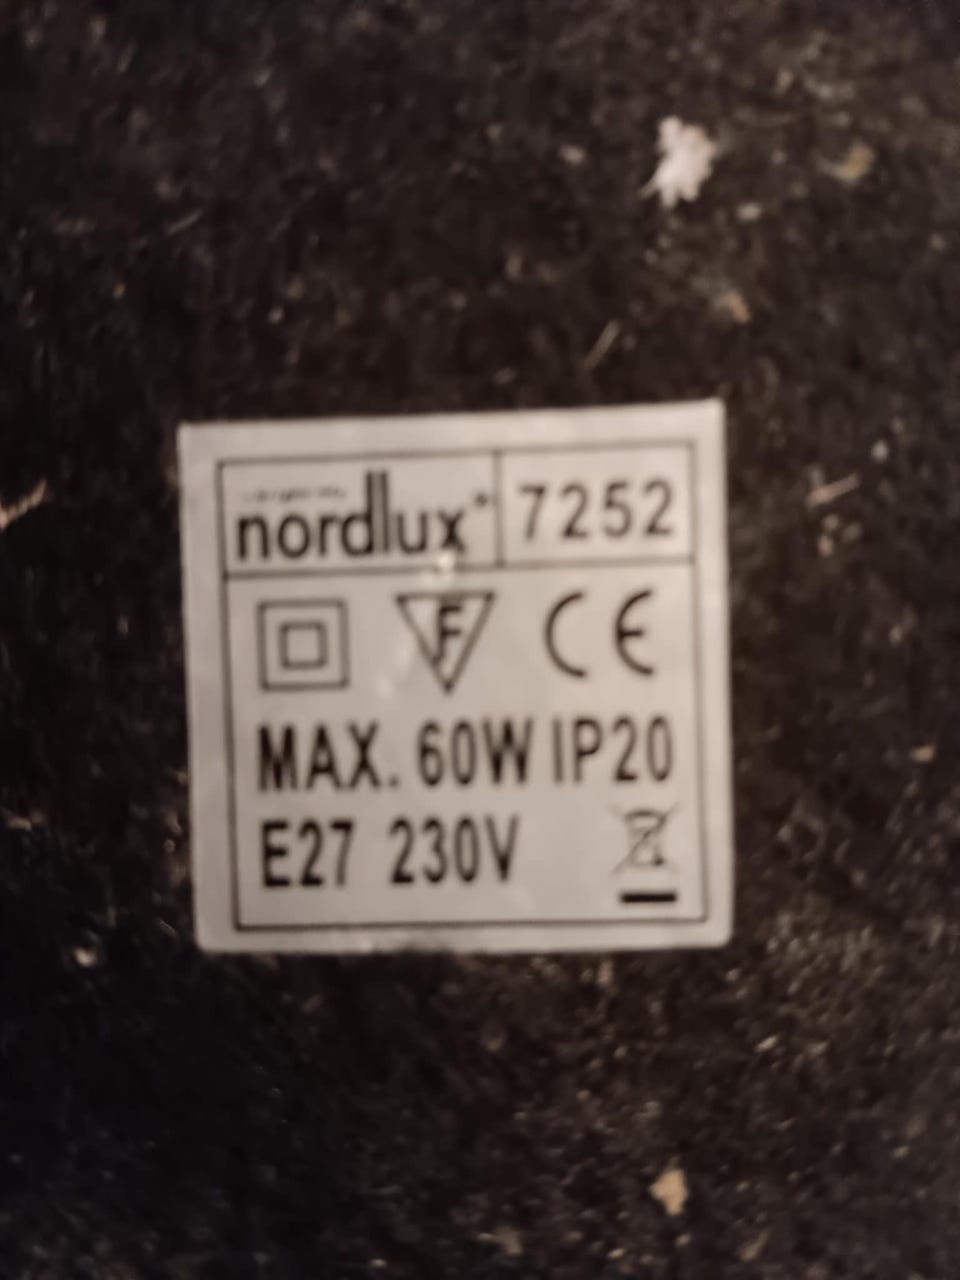 nordlux® 7252
F CE
MAX. 60W IP20
E27 230V